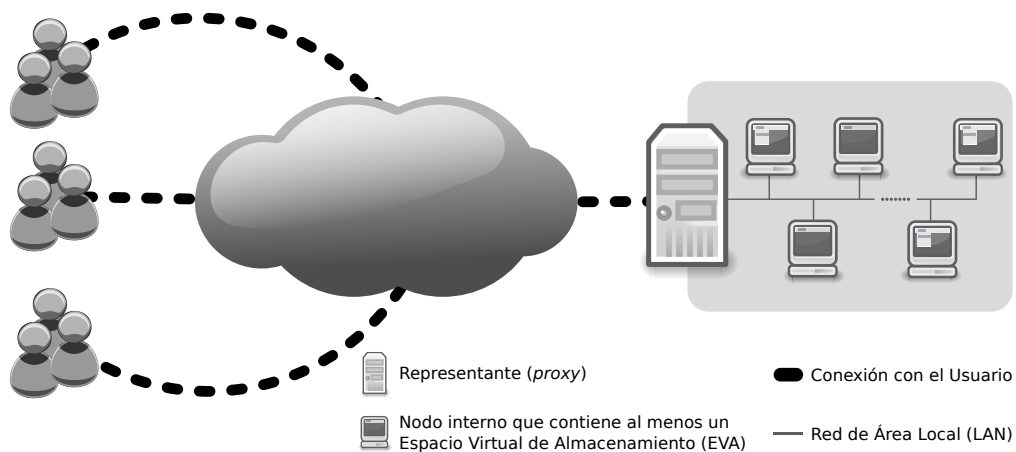 Representante (proxy)
Nodo interno que contiene al menos un
Espacio Virtual de Almacenamiento (EVA)
Conexión con el Usuario
Red de Área Local (LAN)